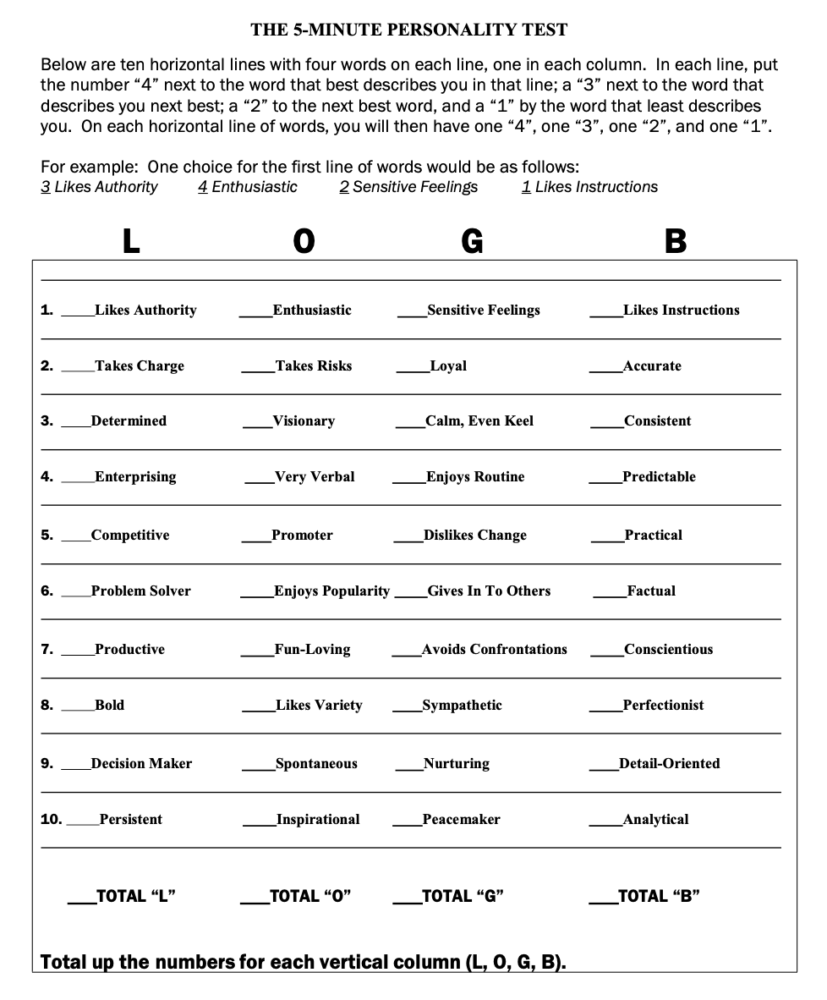 THE 5-MINUTE PERSONALITY TEST
Below are ten horizontal lines with four words on each line, one in each column. In each line, put
the number “4” next to the word that best describes you in that line; a “3” next to the word that
describes you next best; a “2” to the next best word, and a “1” by the word that least describes
you. On each horizontal line of words, you will then have one “4”, one “3”, one “2”, and one “1”.
For example: One choice for the first line of words would be as follows:
3 Likes Authority 4 Enthusiastic 2 Sensitive Feelings 1 Likes Instructions
L O G B
1. ____Likes Authority ____Enthusiastic ____Sensitive Feelings ____Likes Instructions
2. ____Takes Charge ____Takes Risks ____Loyal ____Accurate
3. ____Determined ____Visionary ____Calm, Even Keel ____Consistent
4. ____Enterprising ____Very Verbal ____Enjoys Routine ____Predictable
5. ____Competitive ____Promoter ____Dislikes Change ____Practical
6. ____Problem Solver ____Enjoys Popularity ____Gives In To Others ____Factual
7. ____Productive ____Fun-Loving ____Avoids Confrontations ____Conscientious
8. ____Bold ____Likes Variety ____Sympathetic ____Perfectionist
9. ____Decision Maker ____Spontaneous ____Nurturing ____Detail-Oriented
10. ____Persistent ____Inspirational ____Peacemaker ____Analytical
___TOTAL “L” ___TOTAL “O” ___TOTAL “G” ___TOTAL “B”
Total up the numbers for each vertical column (L, O, G, B).